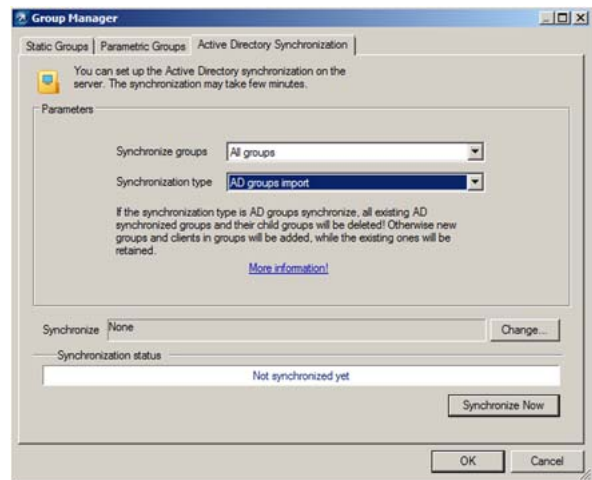 Group Manager
Static Groups
Parametric Groups
Active Directory Synchronization
You can set up the Active Directory synchronization on the
server. The synchronization may take few minutes.
Parameters
Synchronize groups
All groups
Synchronization type
AD groups import
If the synchronization type is AD groups synchronize, all existing AD
synchronized groups and their child groups will be deleted! Otherwise new
groups and clients in groups will be added, while the existing ones will be
retained.
More information!
Synchronize
None
Change...
Synchronization status
Not synchronized yet
Synchronize Now
OK
Cancel